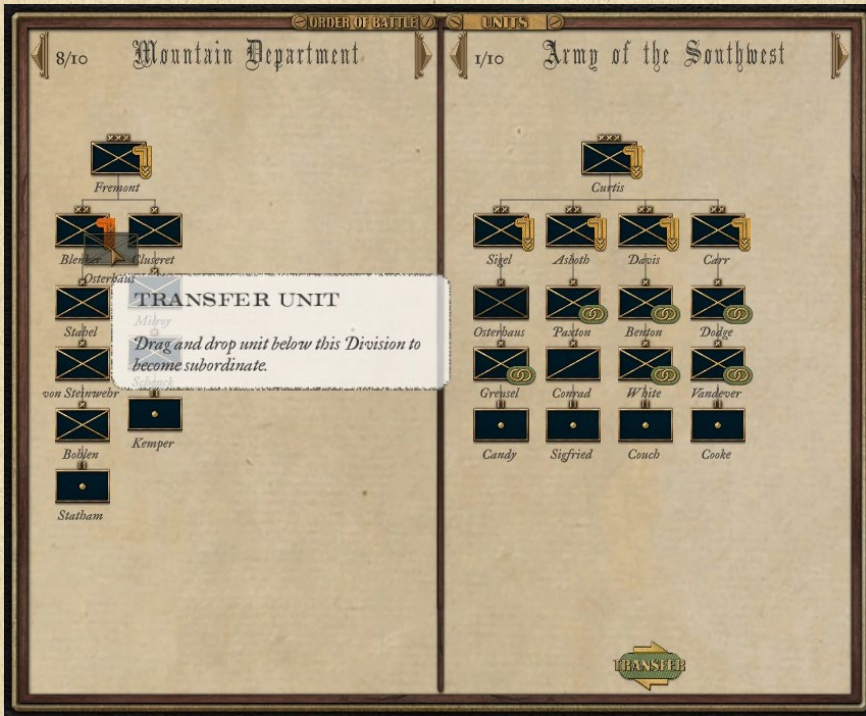 ORDER OF BATTLE
UNITS
8/10
Mountain Department
1/10
Army of the Southwest
Fremont
Curtis
Blenker
Cluseret
Sigel
Asboth
Davis
Carr
Osterhaus
TRANSFER UNIT
Drag and drop unit below this Division to
become subordinate.
Milroy
Schenck
Stahel
Osterhaus
Paxton
Benton
Dodge
von Steinwehr
Greusel
Conrad
White
Vandever
Bohlen
Kemper
Candy
Sigfried
Couch
Cooke
Statham
TRANSFER